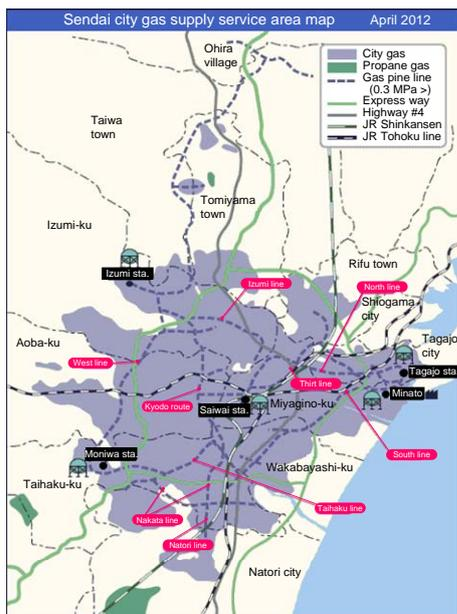 Sendai city gas supply service area map April 2012
Ohira
village
City gas
Propane gas
Gas pine line
(0.3 MPa >)
Express way
Highway #4
JR Shinkansen
JR Tohoku line
Taiwa
town
Tomiyama
town
Izumi-ku
Rifu town
Izumi sta.
Izumi line
North line
Shiogama
city
Aoba-ku
Tagajo
city
West line
Tagajo sta.
Thirt line
Kyodo route
Minato
Saiwai sta.
Miyagino-ku
Moniwa sta.
South line
Wakabayashi-ku
Taihaku-ku
Taihaku line
Nakata line
Natori line
Natori city